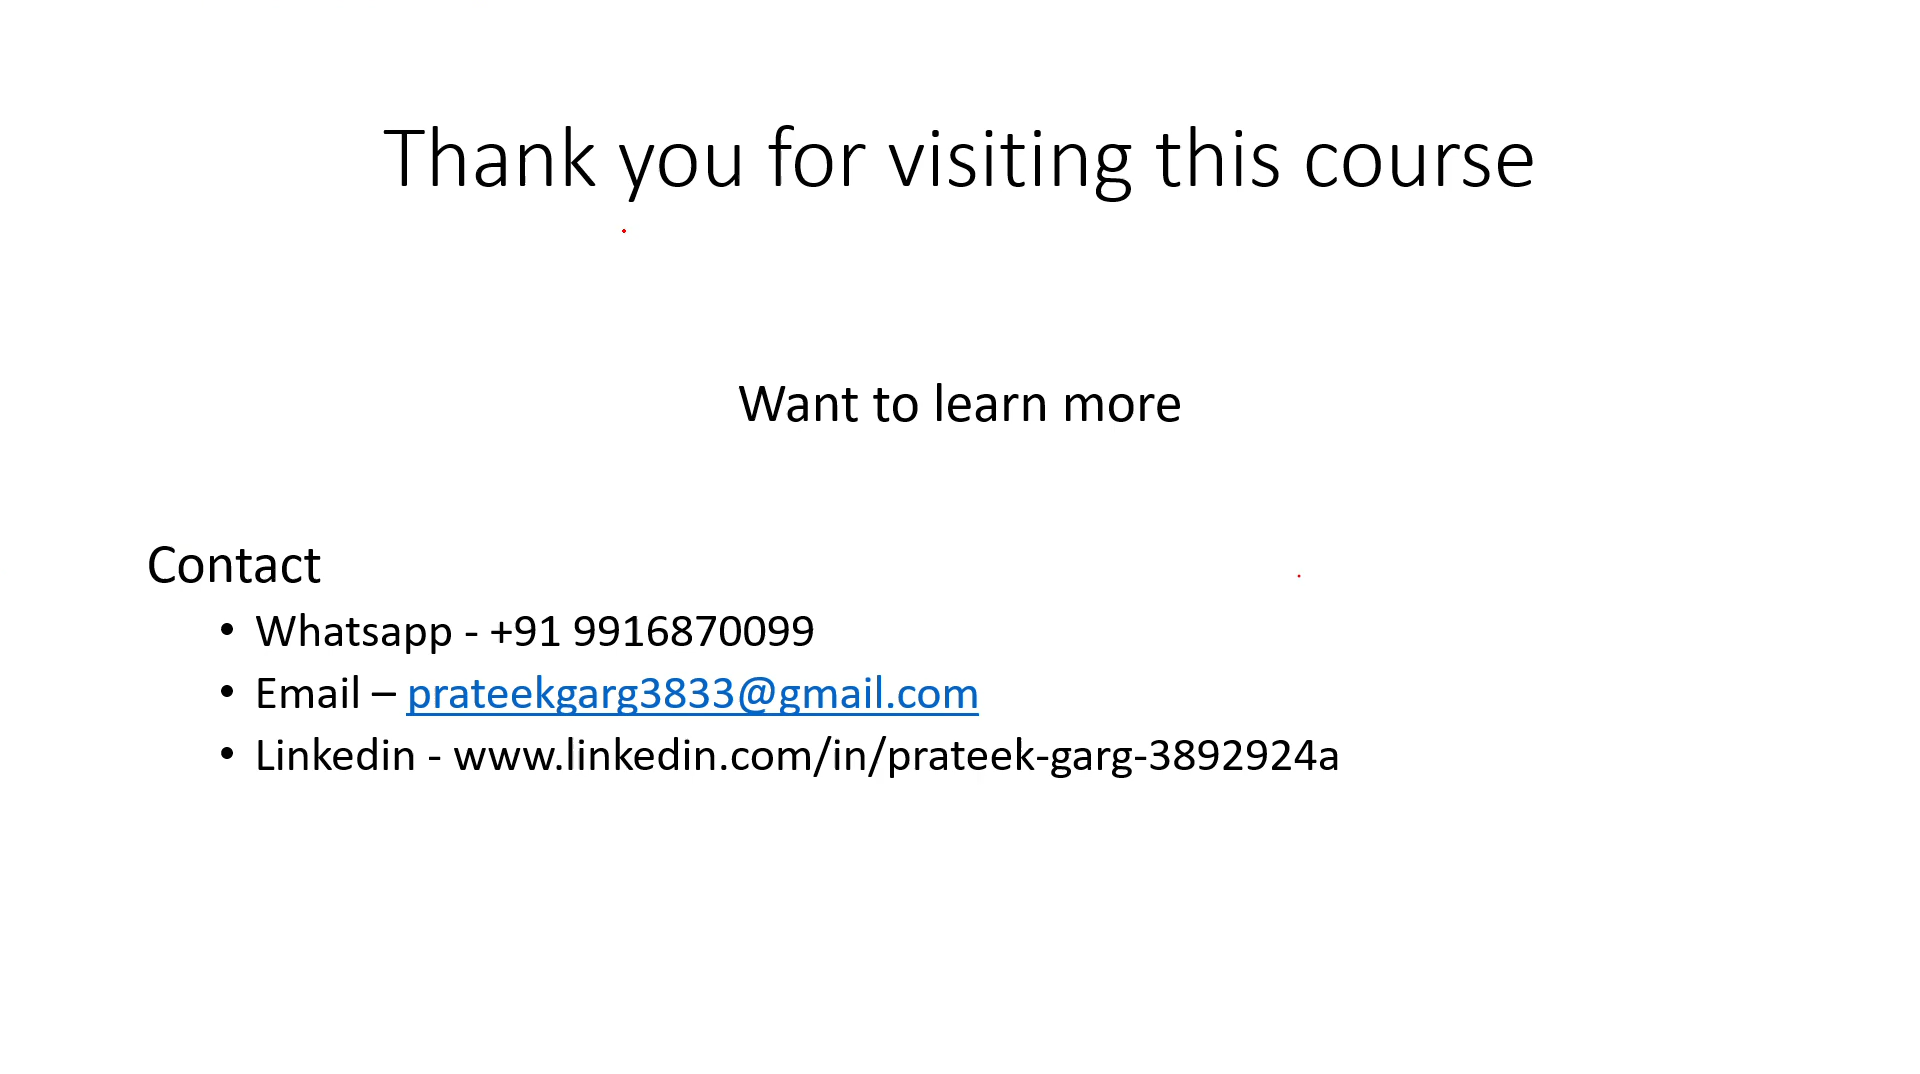 Thank you for visiting this course
Want to learn more
Contact
• Whatsapp - +91 9916870099
• Email – prateekgarg3833@gmail.com
• Linkedin - www.linkedin.com/in/prateek-garg-3892924a